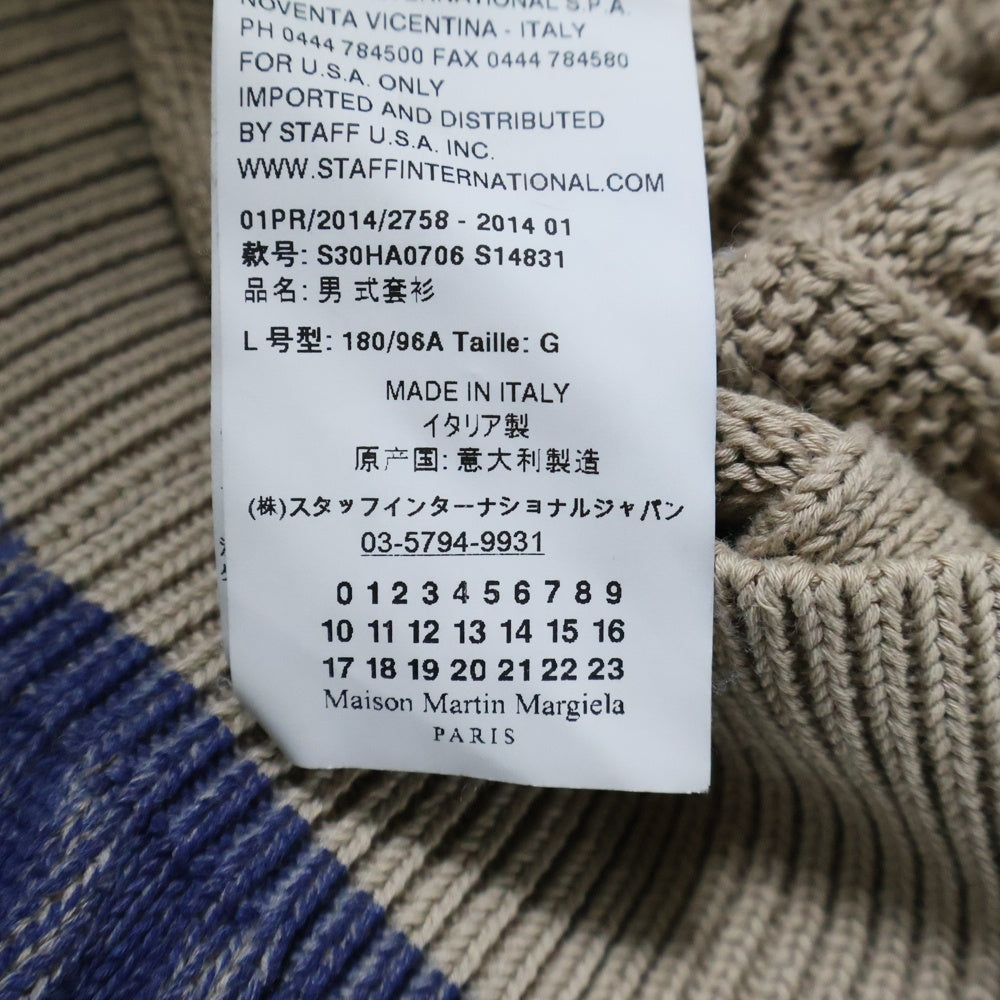 INTERNATIONAL S.P.A.
NOVENTA VICENTINA - ITALY
PH 0444 784500 FAX 0444 784580
FOR U.S.A. ONLY
IMPORTED AND DISTRIBUTED
BY STAFF U.S.A. INC.
WWW.STAFFINTERNATIONAL.COM
01PR/2014/2758 - 2014 01
款号: S30HA0706 S14831
品名: 男 式套衫
L 号型: 180/96A Taille: G
MADE IN ITALY
イタリア製
原产国: 意大利製造
(株)スタッフインターナショナルジャパン
03-5794-9931
0 1 2 3 4 5 6 7 8 9
10 11 12 13 14 15 16
17 18 19 20 21 22 23
Maison Martin Margiela
PARIS